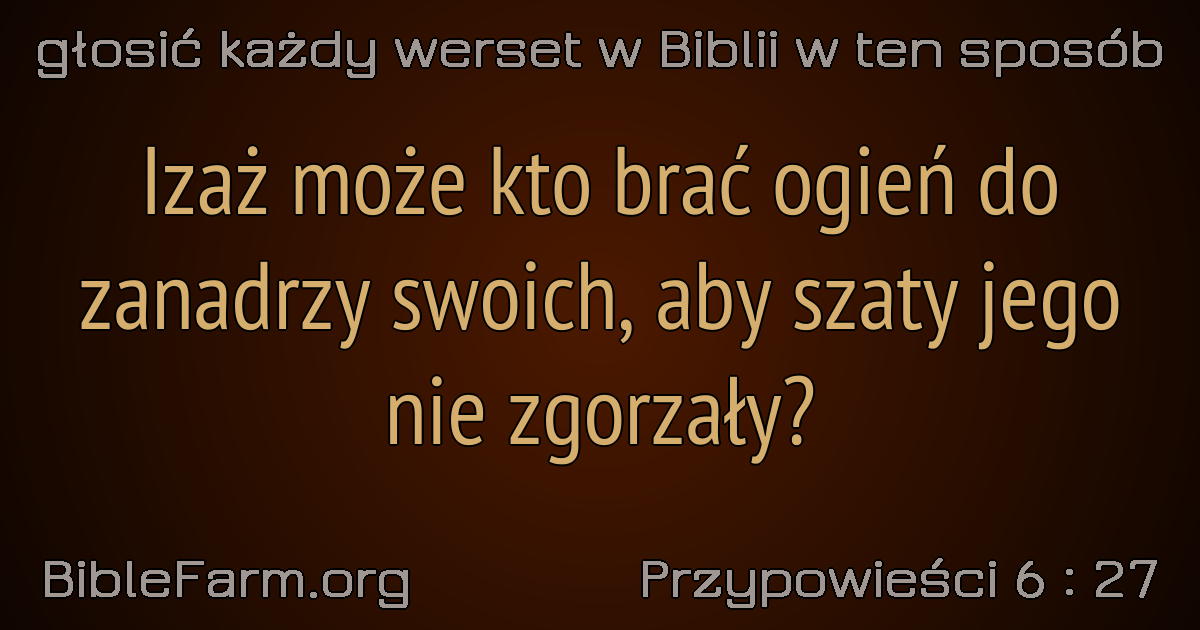 głosić każdy werset w Biblii w ten sposób
Izaż może kto brać ogień do
zanadrzy swoich, aby szaty jego
nie zgorzały?
BibleFarm.org
Przypowieści 6 : 27